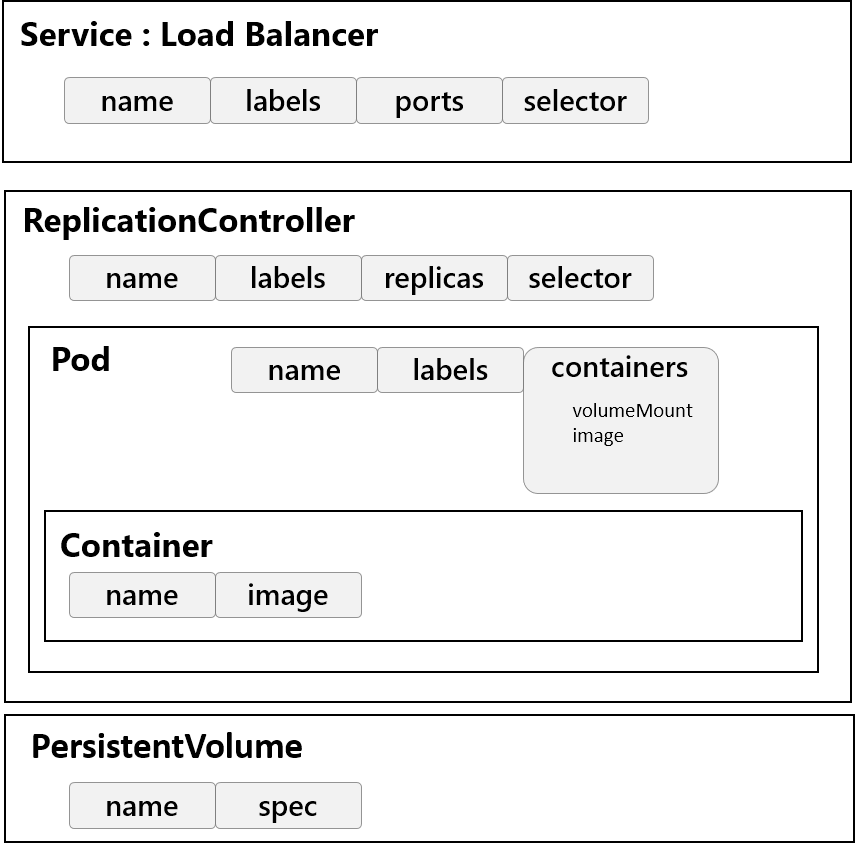 Service : Load Balancer
name labels ports selector
ReplicationController
name labels replicas selector
Pod
name labels containers
volumeMount
image
Container
name image
PersistentVolume
name spec